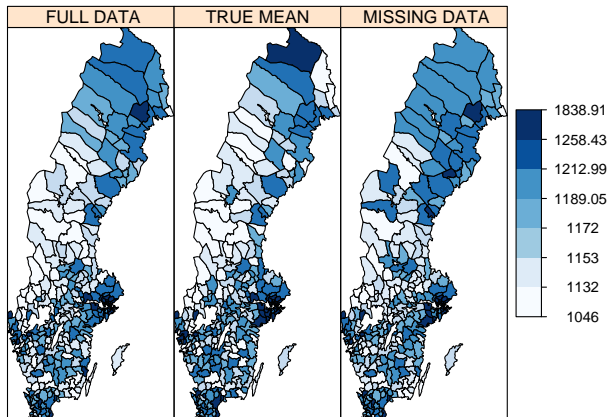 FULL DATA
TRUE MEAN
MISSING DATA
1838.91
1258.43
1212.99
1189.05
1172
1153
1132
1046